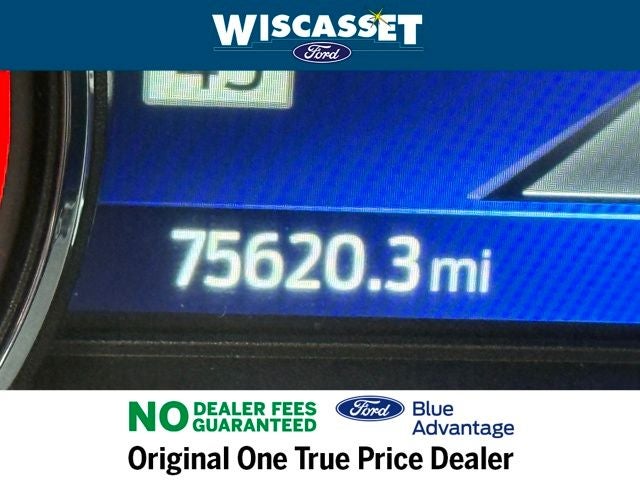 WISCASSET
Ford
75620.3 mi
NO DEALER FEES GUARANTEED
Ford Blue Advantage
Original One True Price Dealer